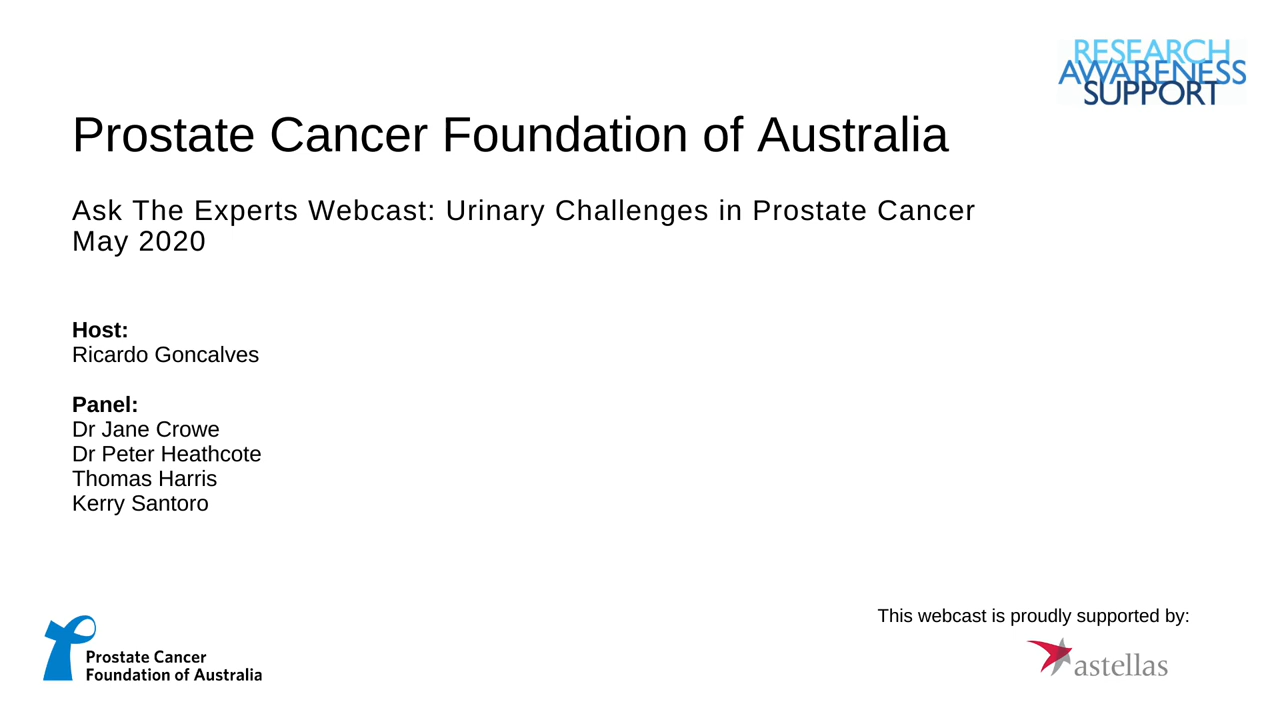 RESEARCH
AWARENESS
SUPPORT
Prostate Cancer Foundation of Australia
Ask The Experts Webcast: Urinary Challenges in Prostate Cancer
May 2020
Host:
Ricardo Goncalves
Panel:
Dr Jane Crowe
Dr Peter Heathcote
Thomas Harris
Kerry Santoro
This webcast is proudly supported by:
astellas
Prostate Cancer
Foundation of Australia